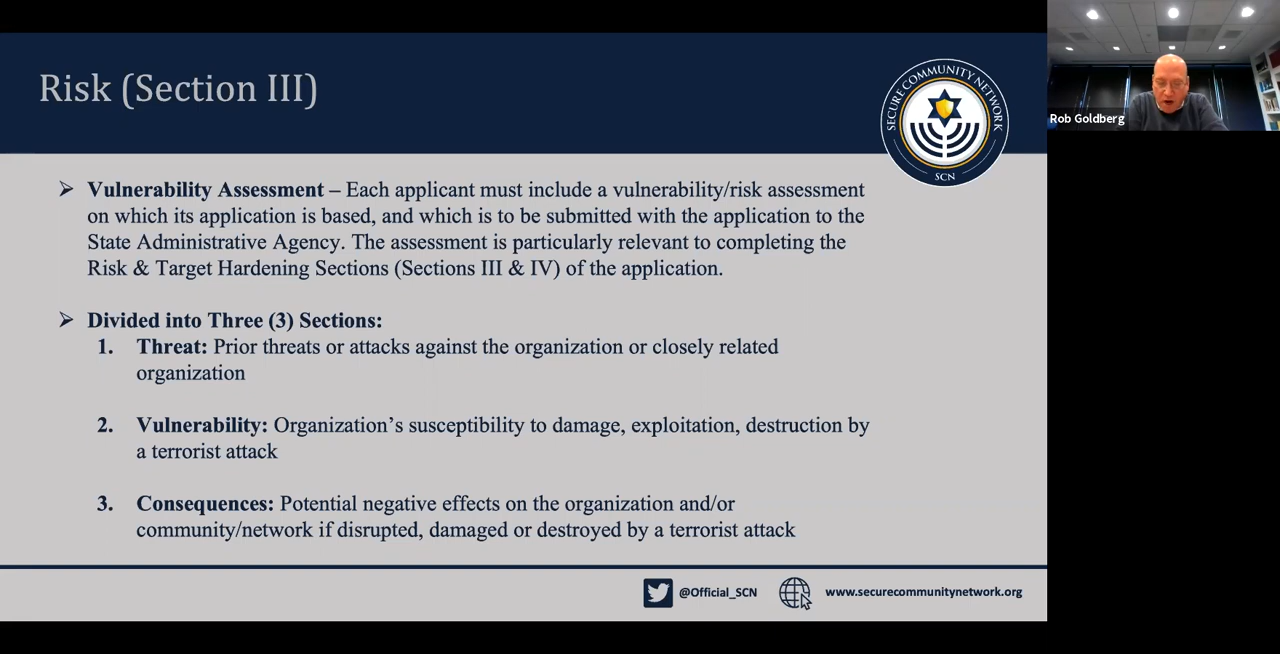 Risk (Section III)
SECURE COMMUNITY NETWORK
SCN
Rob Goldberg
➢ Vulnerability Assessment – Each applicant must include a vulnerability/risk assessment
on which its application is based, and which is to be submitted with the application to the
State Administrative Agency. The assessment is particularly relevant to completing the
Risk & Target Hardening Sections (Sections III & IV) of the application.
➢ Divided into Three (3) Sections:
1. Threat: Prior threats or attacks against the organization or closely related
organization
2. Vulnerability: Organization’s susceptibility to damage, exploitation, destruction by
a terrorist attack
3. Consequences: Potential negative effects on the organization and/or
community/network if disrupted, damaged or destroyed by a terrorist attack
@Official_SCN
www.securecommunitynetwork.org